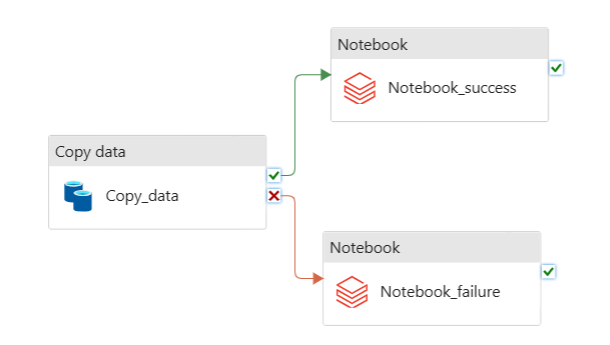 Notebook
Notebook_success
Copy data
Copy_data
Notebook
Notebook_failure